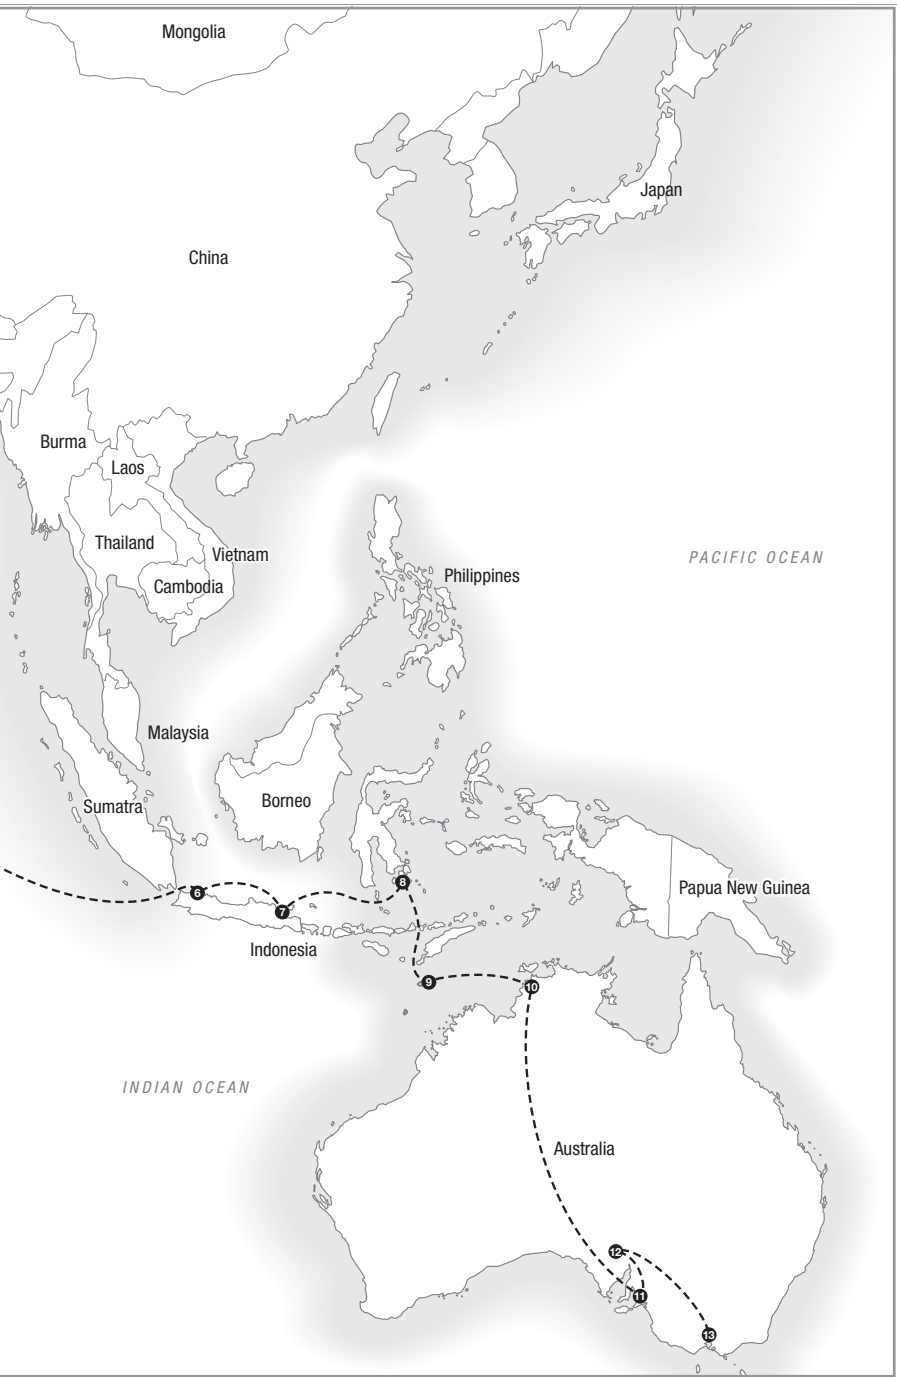 Mongolia
Japan
China
Burma
Laos
Thailand
Vietnam
PACIFIC OCEAN
Philippines
Cambodia
Malaysia
Borneo
Sumatra
8
Papua New Guinea
6
7
Indonesia
9
10
INDIAN OCEAN
Australia
12
11
13